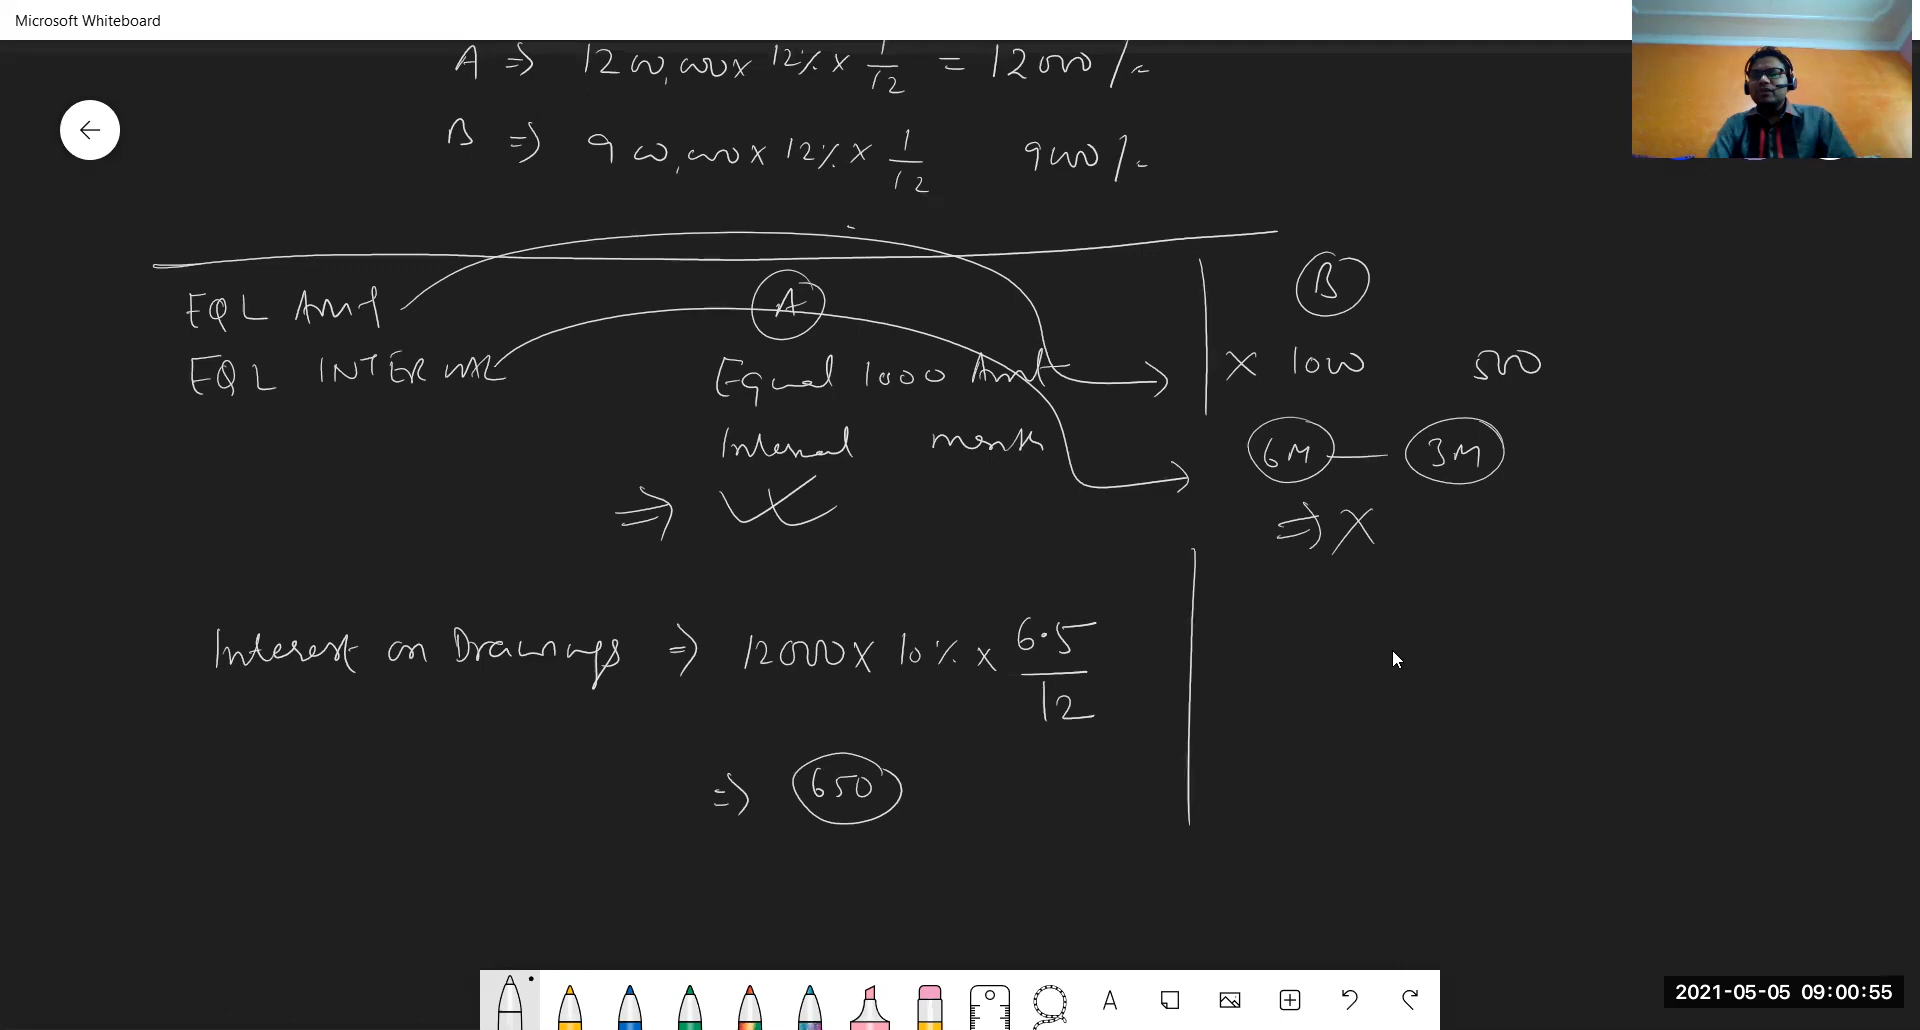 Microsoft Whiteboard
A ⇒ 1200,000 x 12% x 1/12 = 12000/-
B ⇒ 900,000 x 12% x 1/12 9000/-
EQL Amt
EQL INTERVAL
A
Equal 1000 Amt
Interval month
⇒
B
X 1000 500
6M — 3M
⇒ X
Interest on Drawings ⇒ 12000 x 10% x 6.5/12
⇒ 650
A
2021-05-05 09:00:55